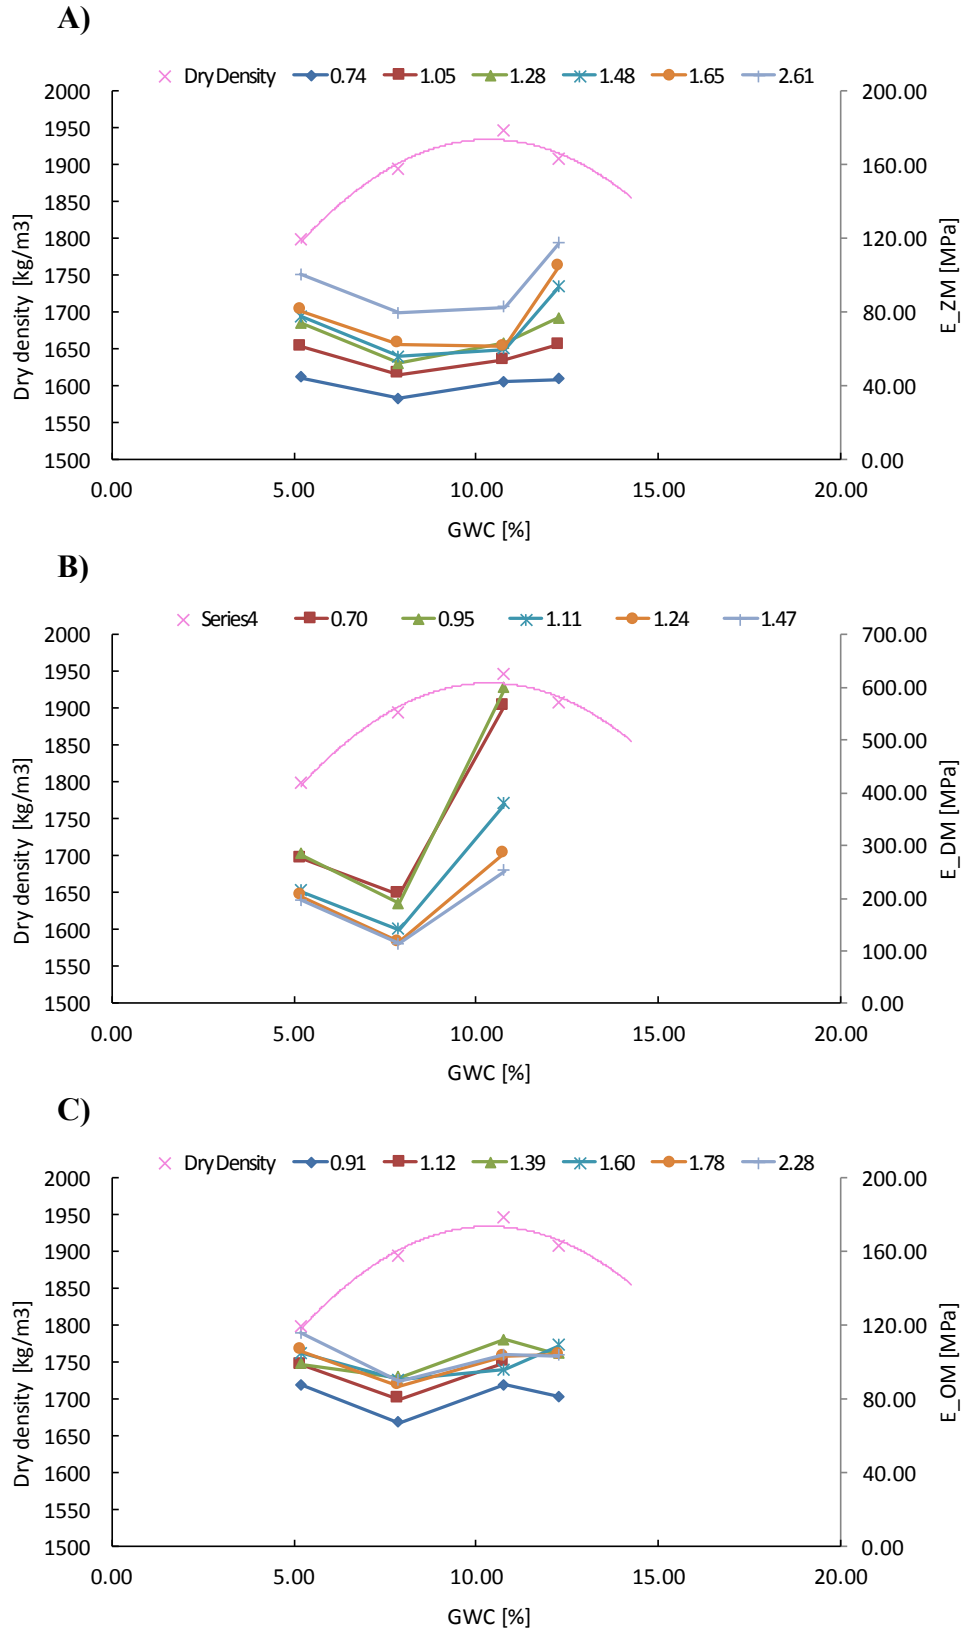 A)
Dry Density 0.74 1.05 1.28 1.48 1.65 2.61
2000 200.00
1950
1900 160.00
1850
1800 120.00
1750
1700 80.00
1650
1600 40.00
1550
1500 0.00
0.00 5.00 10.00 15.00 20.00
GWC [%]
Dry density [kg/m3]
E_ZM [MPa]
B)
Series4 0.70 0.95 1.11 1.24 1.47
2000 700.00
1950 600.00
1900 500.00
1850
1800 400.00
1750
1700 300.00
1650 200.00
1600 100.00
1550
1500 0.00
0.00 5.00 10.00 15.00 20.00
GWC [%]
Dry density [kg/m3]
E_DM [MPa]
C)
Dry Density 0.91 1.12 1.39 1.60 1.78 2.28
2000 200.00
1950
1900 160.00
1850
1800 120.00
1750
1700 80.00
1650
1600 40.00
1550
1500 0.00
0.00 5.00 10.00 15.00 20.00
GWC [%]
Dry density [kg/m3]
E_OM [MPa]